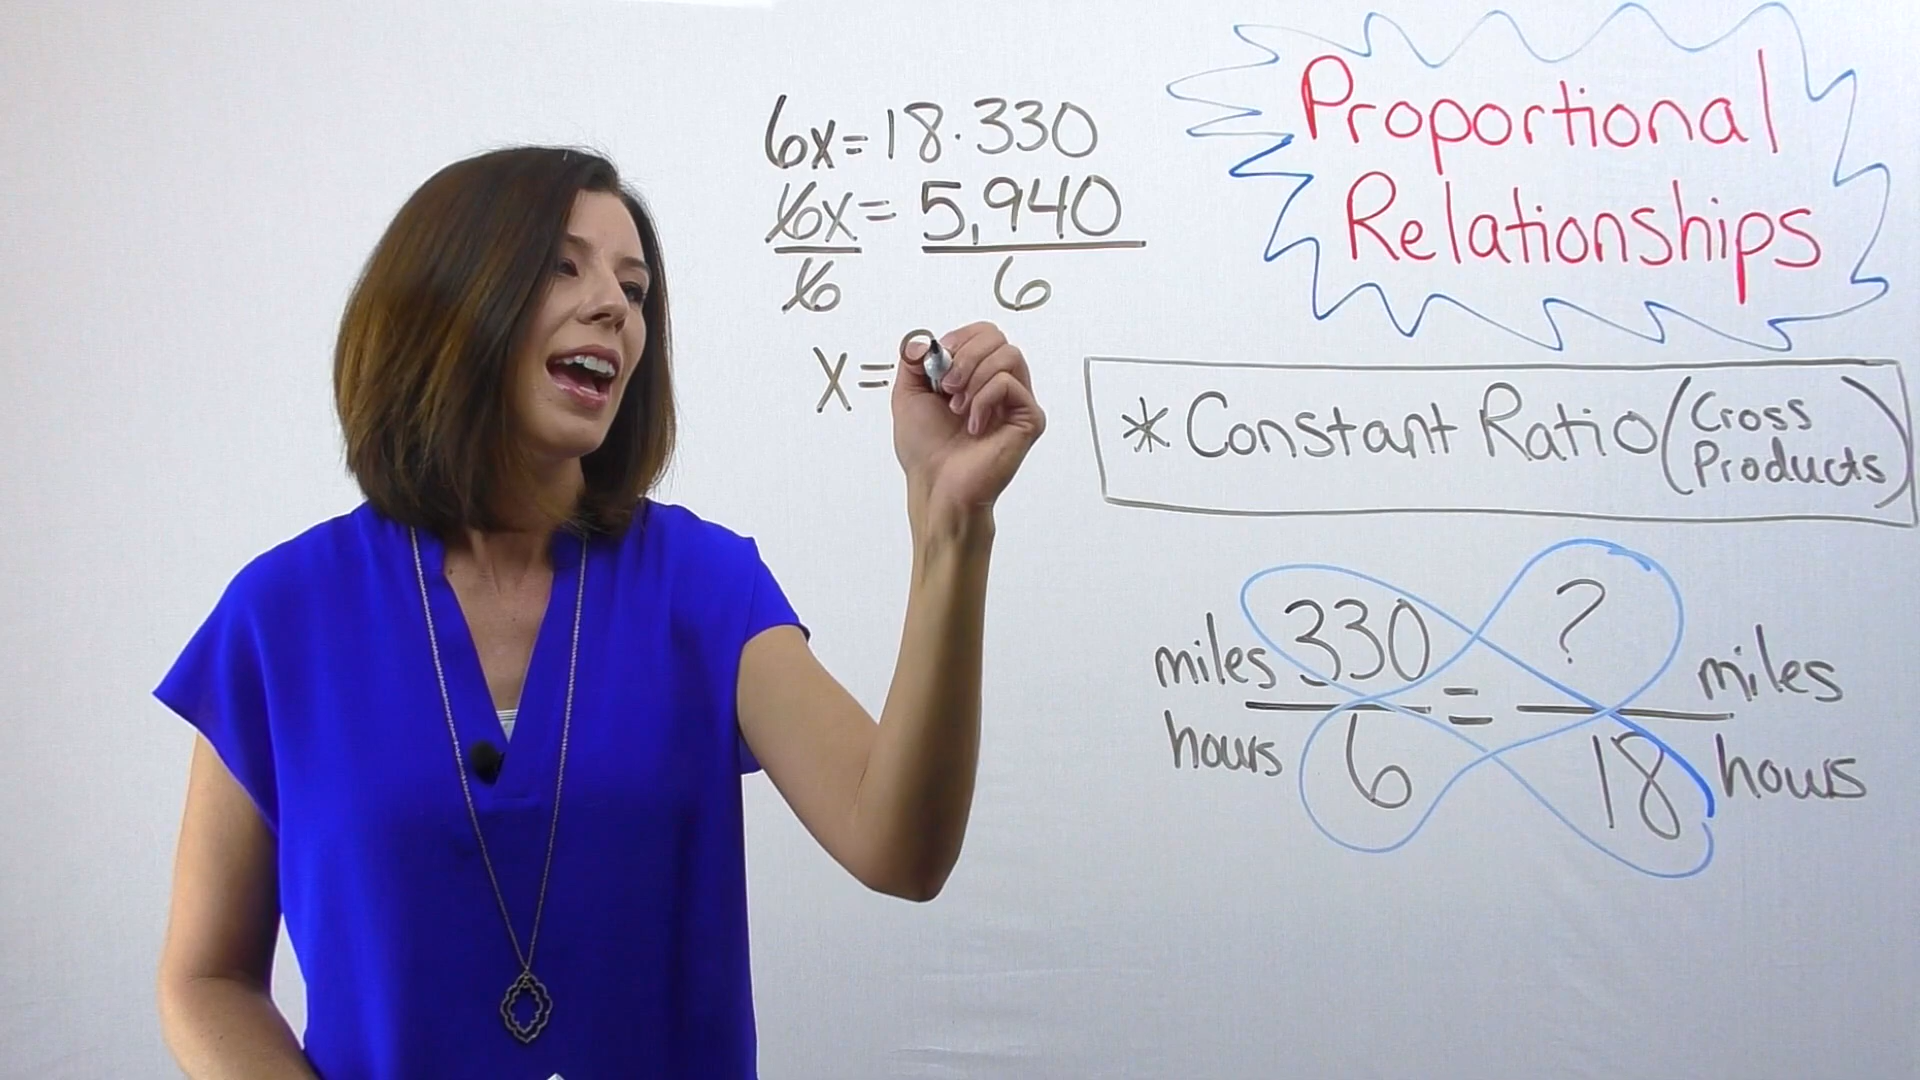 6x=18·330
6x= 5,940
6 6
x=
Proportional
Relationships
* Constant Ratio (Cross
Products)
miles 330 = ? miles
hours 6 18 hours